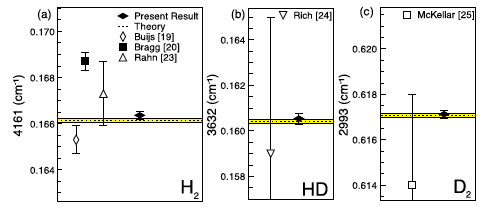 (a)
0.170
0.168
0.166
0.164
4161 (cm⁻¹)
Present Result
Theory
Buijs [19]
Bragg [20]
Rahn [23]
H₂
(b)
0.164
0.162
0.160
0.158
3632 (cm⁻¹)
Rich [24]
HD
(c)
0.620
0.618
0.616
0.614
2993 (cm⁻¹)
McKellar [25]
D₂